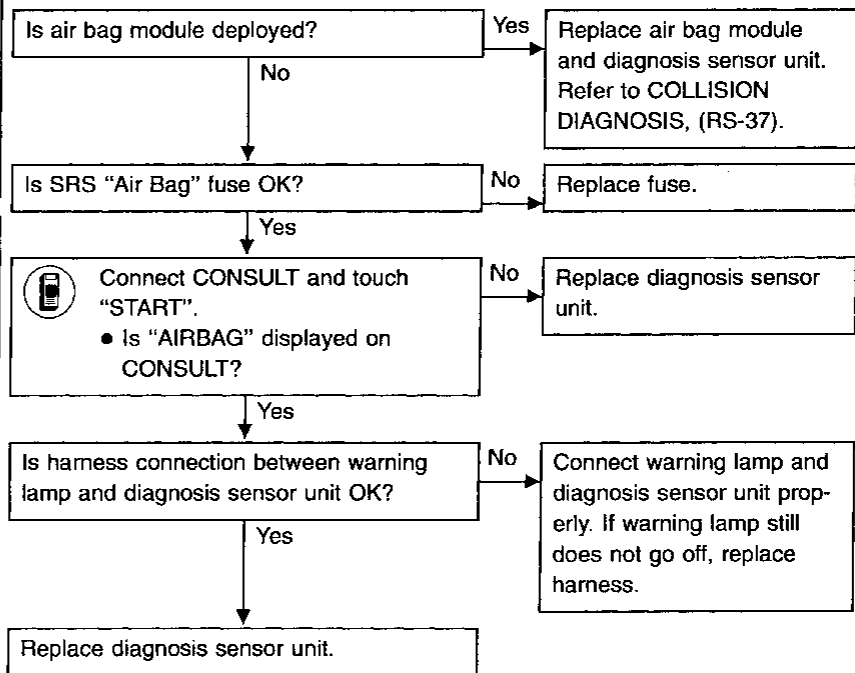 Is air bag module deployed?
Yes
Replace air bag module
and diagnosis sensor unit.
Refer to COLLISION
DIAGNOSIS, (RS-37).
No
Is SRS “Air Bag” fuse OK?
No
Replace fuse.
Yes
Connect CONSULT and touch
“START”.
● Is “AIRBAG” displayed on
CONSULT?
No
Replace diagnosis sensor
unit.
Yes
Is harness connection between warning
lamp and diagnosis sensor unit OK?
No
Connect warning lamp and
diagnosis sensor unit prop-
erly. If warning lamp still
does not go off, replace
harness.
Yes
Replace diagnosis sensor unit.